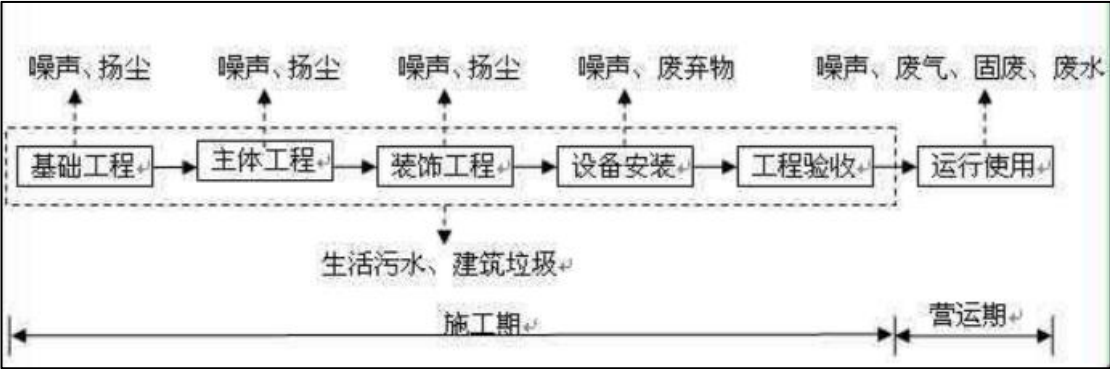 噪声、扬尘 噪声、扬尘 噪声、扬尘 噪声、废弃物 噪声、废气、固废、废水
基础工程 主体工程 装饰工程 设备安装 工程验收 运行使用
生活污水、建筑垃圾
施工期 营运期